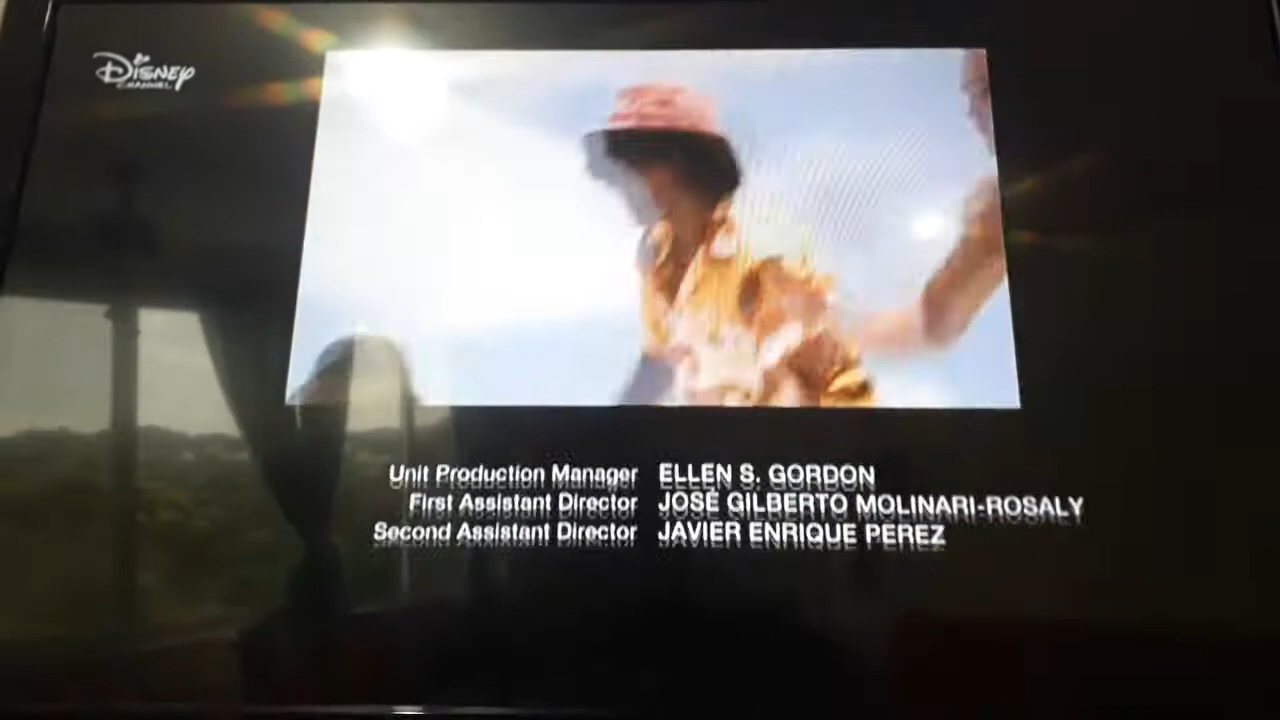 Disney
CHANNEL
Unit Production Manager ELLEN S. GORDON
First Assistant Director JOSÉ GILBERTO MOLINARI-ROSALY
Second Assistant Director JAVIER ENRIQUE PEREZ